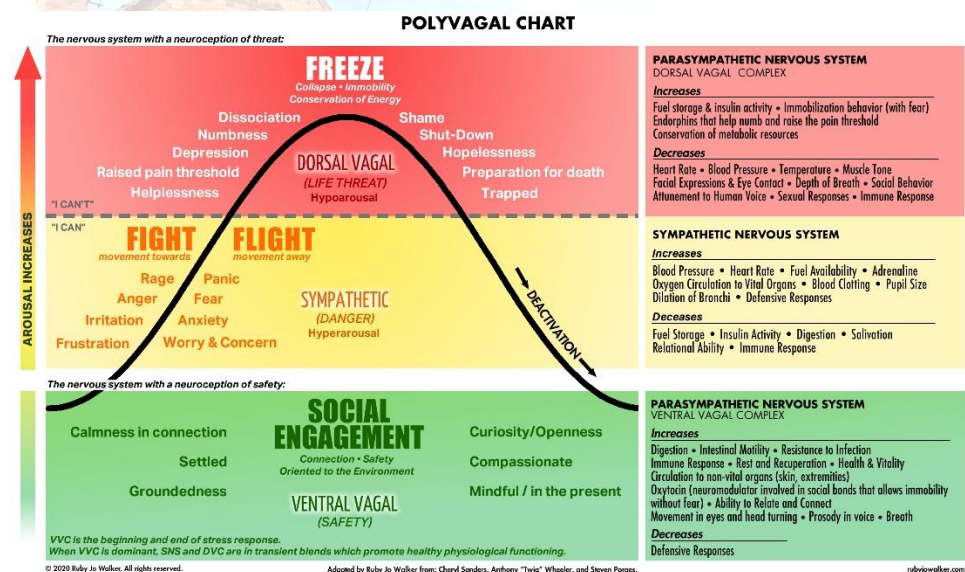 POLYVAGAL CHART
The nervous system with a neuroception of threat:
AROUSAL INCREASES
FREEZE
Collapse • Immobility
Conservation of Energy
Dissociation
Numbness
Depression
Raised pain threshold
Helplessness
Shame
Shut-Down
Hopelessness
Preparation for death
Trapped
DORSAL VAGAL
(LIFE THREAT)
Hypoarousal
"I CAN'T"
"I CAN"
FIGHT
movement towards
FLIGHT
movement away
Rage
Anger
Irritation
Frustration
Panic
Fear
Anxiety
Worry & Concern
SYMPATHETIC
(DANGER)
Hyperarousal
DEACTIVATION
The nervous system with a neuroception of safety:
SOCIAL
ENGAGEMENT
Connection • Safety
Oriented to the Environment
Calmness in connection
Settled
Groundedness
Curiosity/Openness
Compassionate
Mindful / in the present
VENTRAL VAGAL
(SAFETY)
VVC is the beginning and end of stress response.
When VVC is dominant, SNS and DVC are in transient blends which promote healthy physiological functioning.
PARASYMPATHETIC NERVOUS SYSTEM
DORSAL VAGAL COMPLEX
Increases
Fuel storage & insulin activity • Immobilization behavior (with fear)
Endorphins that help numb and raise the pain threshold
Conservation of metabolic resources
Decreases
Heart Rate • Blood Pressure • Temperature • Muscle Tone
Facial Expressions & Eye Contact • Depth of Breath • Social Behavior
Attunement to Human Voice • Sexual Responses • Immune Response
SYMPATHETIC NERVOUS SYSTEM
Increases
Blood Pressure • Heart Rate • Fuel Availability • Adrenaline
Oxygen Circulation to Vital Organs • Blood Clotting • Pupil Size
Dilation of Bronchi • Defensive Responses
Deceases
Fuel Storage • Insulin Activity • Digestion • Salivation
Relational Ability • Immune Response
PARASYMPATHETIC NERVOUS SYSTEM
VENTRAL VAGAL COMPLEX
Increases
Digestion • Intestinal Motility • Resistance to Infection
Immune Response • Rest and Recuperation • Health & Vitality
Circulation to non-vital organs (skin, extremities)
Oxytocin (neuromodulator involved in social bonds that allows immobility
without fear) • Ability to Relate and Connect
Movement in eyes and head turning • Prosody in voice • Breath
Decreases
Defensive Responses
© 2020 Ruby Jo Walker, All rights reserved.
Adapted by Ruby Jo Walker from: Cheryl Sanders, Anthony "Twig" Wheeler, and Steven Porges.
rubyjowalker.com